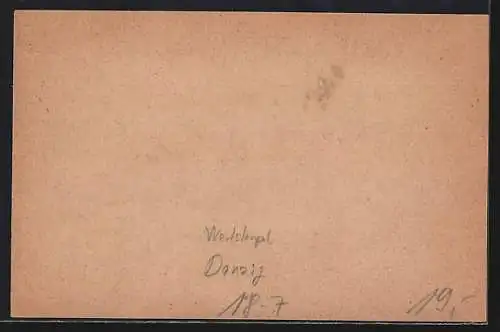 Wertstempel
Danzig
18-7
19,-